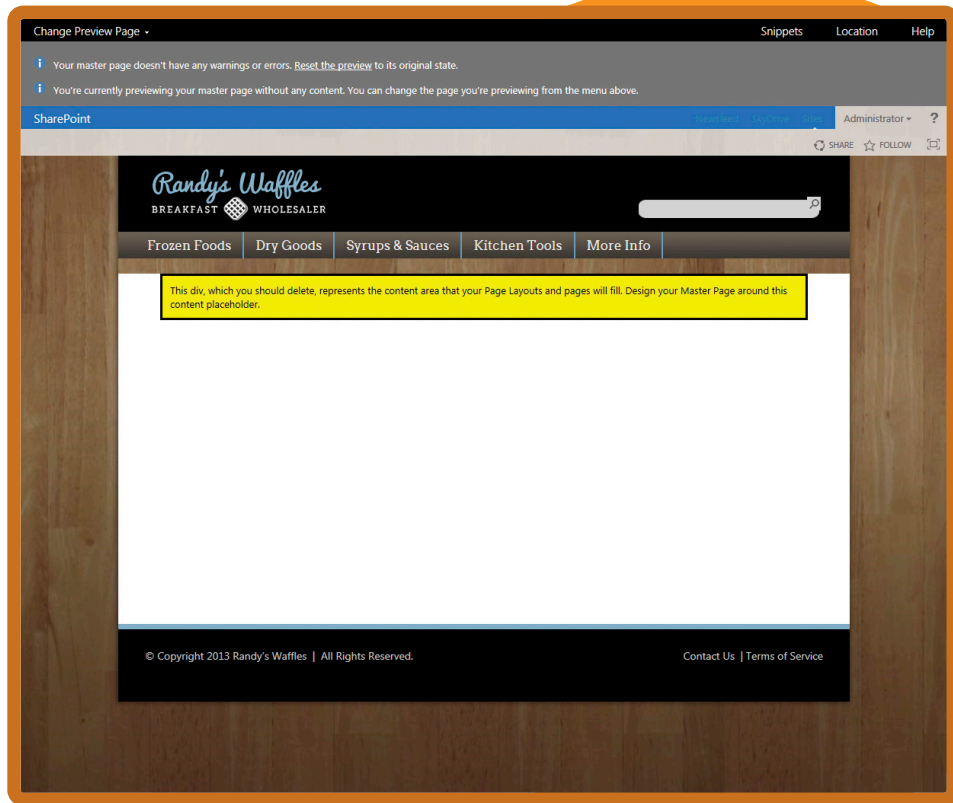 Change Preview Page
Snippets Location Help
Your master page doesn't have any warnings or errors. Reset the preview to its original state.
You're currently previewing your master page without any content. You can change the page you're previewing from the menu above.
SharePoint Newsfeed SkyDrive Sites Administrator ?
SHARE FOLLOW
Randy's Waffles
BREAKFAST WHOLESALER
Frozen Foods Dry Goods Syrups & Sauces Kitchen Tools More Info
This div, which you should delete, represents the content area that your Page Layouts and pages will fill. Design your Master Page around this
content placeholder.
© Copyright 2013 Randy's Waffles | All Rights Reserved. Contact Us | Terms of Service